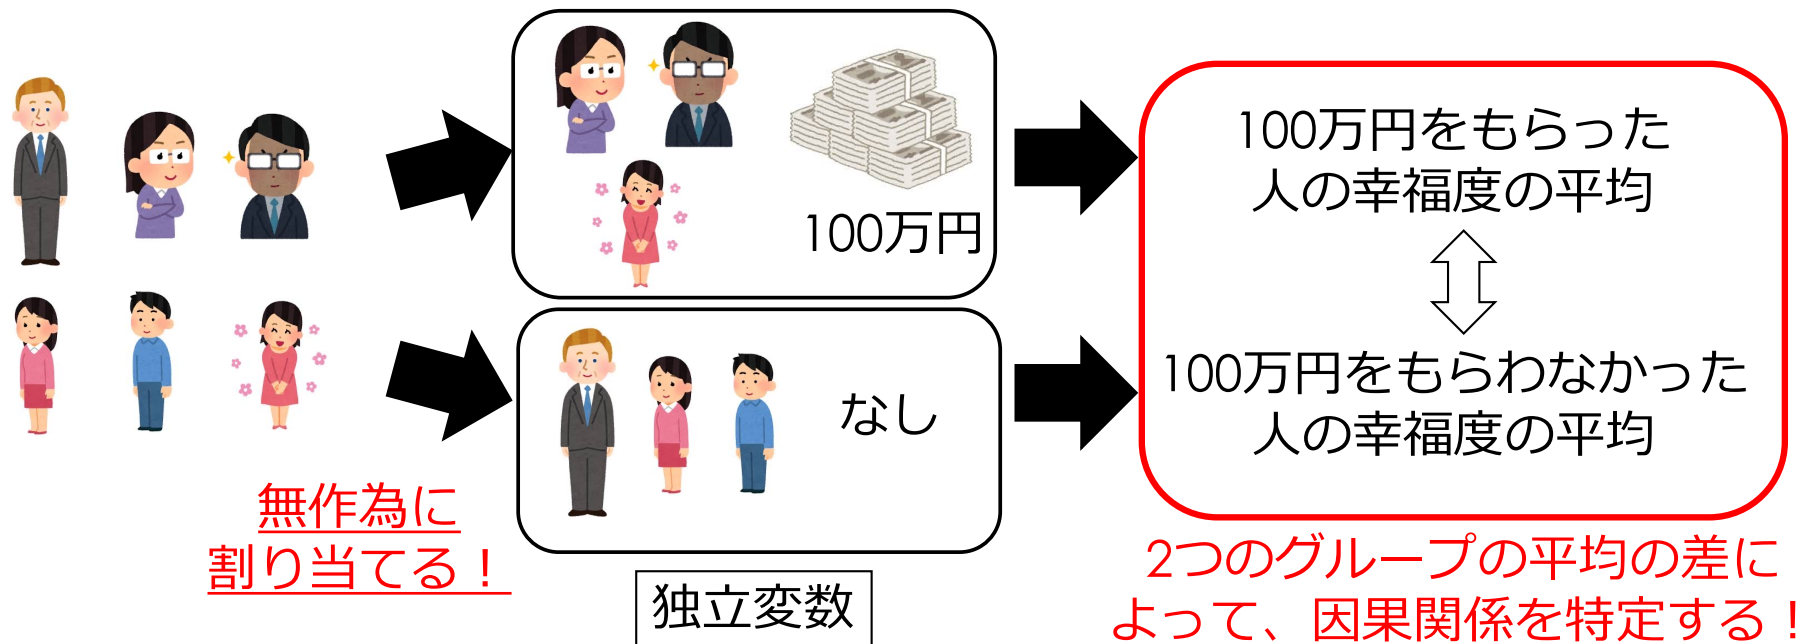 無作為に
割り当てる！
100万円
なし
独立変数
100万円をもらった
人の幸福度の平均
100万円をもらわなかった
人の幸福度の平均
2つのグループの平均の差に
よって、因果関係を特定する！